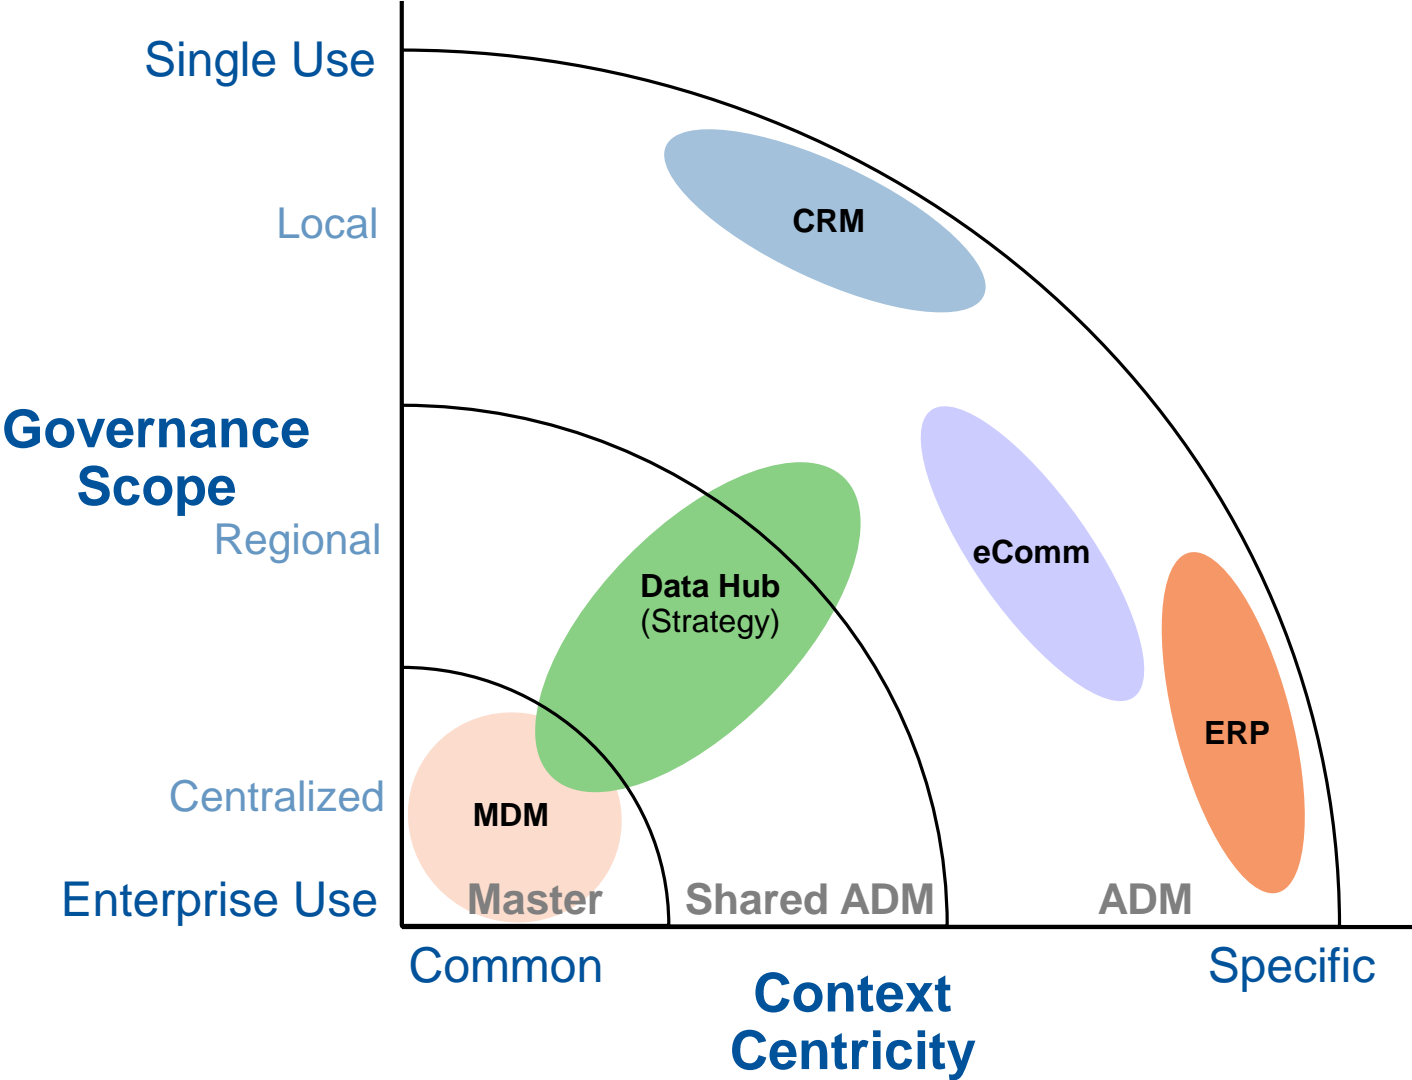 Single Use
Local
CRM
Governance
Scope
Regional
eComm
Data Hub
(Strategy)
ERP
Centralized
MDM
Enterprise Use
Master
Shared ADM
ADM
Common
Specific
Context
Centricity